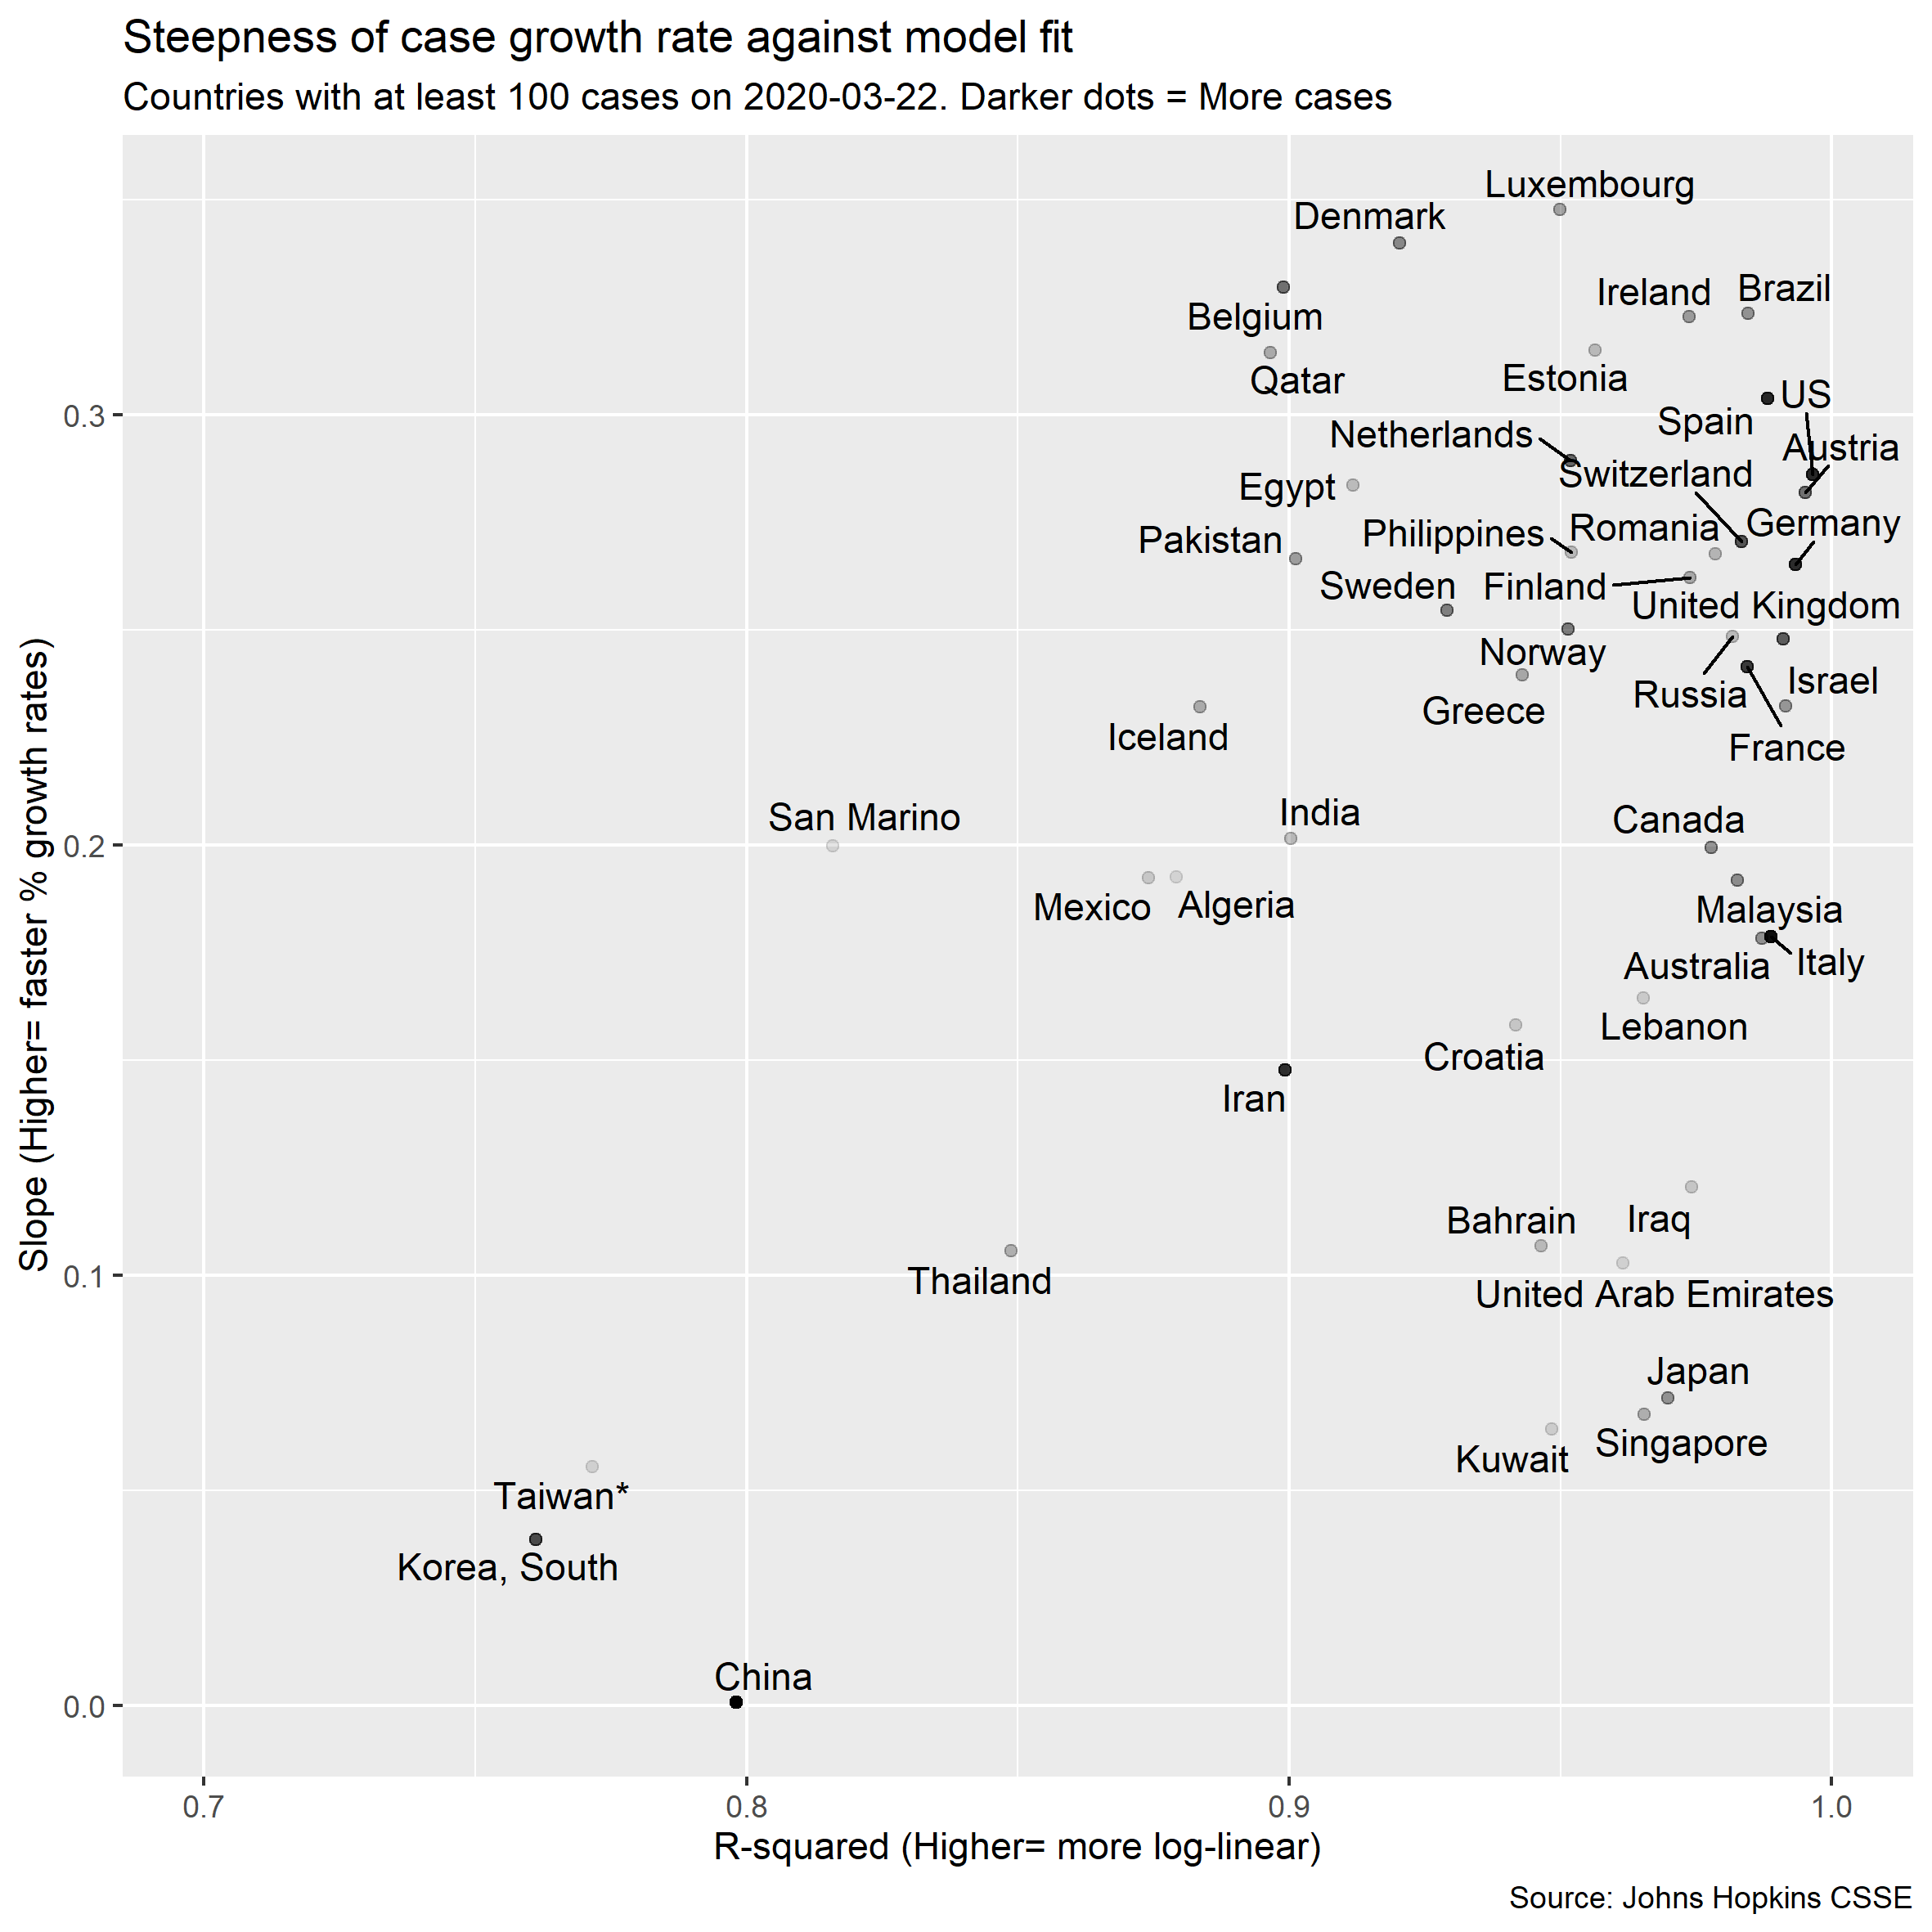 Steepness of case growth rate against model fit
Countries with at least 100 cases on 2020-03-22. Darker dots = More cases
Luxembourg
Denmark
Ireland
Brazil
Belgium
Estonia
Qatar
US
Spain
Netherlands
Austria
Switzerland
Egypt
Germany
Romania
Philippines
Pakistan
Sweden
Finland
United Kingdom
Norway
Israel
Russia
Greece
Iceland
France
San Marino
India
Canada
Mexico
Algeria
Malaysia
Italy
Australia
Lebanon
Croatia
Iran
Bahrain
Iraq
Thailand
United Arab Emirates
Japan
Singapore
Kuwait
Taiwan*
Korea, South
China
0.3
0.2
0.1
0.0
Slope (Higher= faster % growth rates)
0.7
0.8
0.9
1.0
R-squared (Higher= more log-linear)
Source: Johns Hopkins CSSE